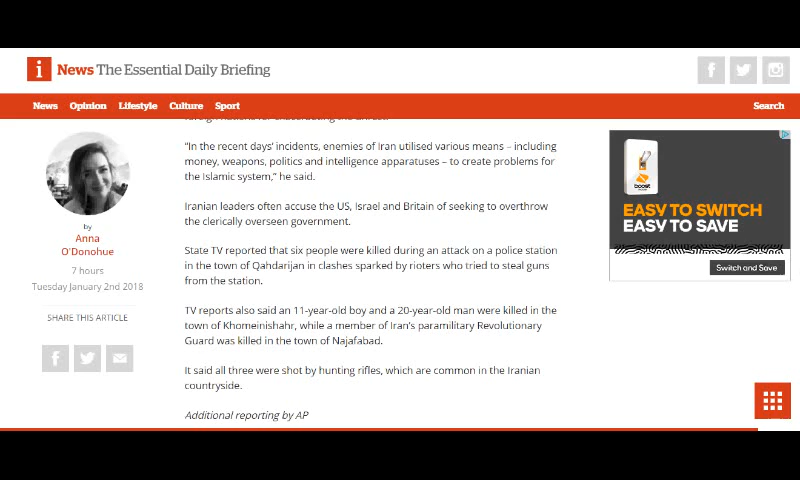 i News The Essential Daily Briefing
News Opinion Lifestyle Culture Sport Search
foreign nations for exacerbating the unrest.
"In the recent days' incidents, enemies of Iran utilised various means – including
money, weapons, politics and intelligence apparatuses – to create problems for
the Islamic system," he said.
Iranian leaders often accuse the US, Israel and Britain of seeking to overthrow
the clerically overseen government.
State TV reported that six people were killed during an attack on a police station
in the town of Qahdarijan in clashes sparked by rioters who tried to steal guns
from the station.
TV reports also said an 11-year-old boy and a 20-year-old man were killed in the
town of Khomeinishahr, while a member of Iran's paramilitary Revolutionary
Guard was killed in the town of Najafabad.
It said all three were shot by hunting rifles, which are common in the Iranian
countryside.
Additional reporting by AP
by
Anna
O'Donohue
7 hours
Tuesday January 2nd 2018
SHARE THIS ARTICLE
boost
EASY TO SWITCH
EASY TO SAVE
Switch and Save